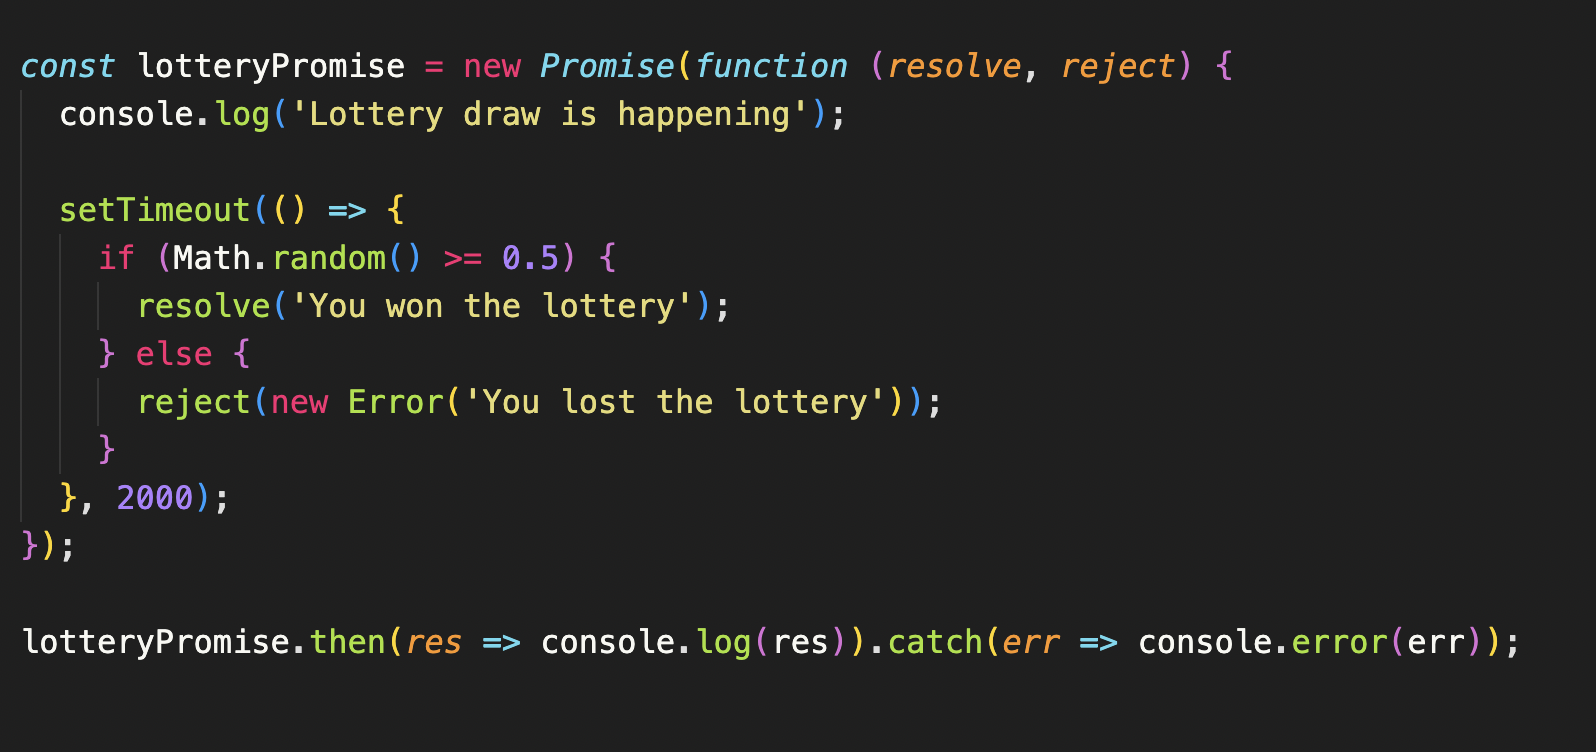 const lotteryPromise = new Promise(function (resolve, reject) {
  console.log('Lottery draw is happening');

  setTimeout(() => {
    if (Math.random() >= 0.5) {
      resolve('You won the lottery');
    } else {
      reject(new Error('You lost the lottery'));
    }
  }, 2000);
});

lotteryPromise.then(res => console.log(res)).catch(err => console.error(err));